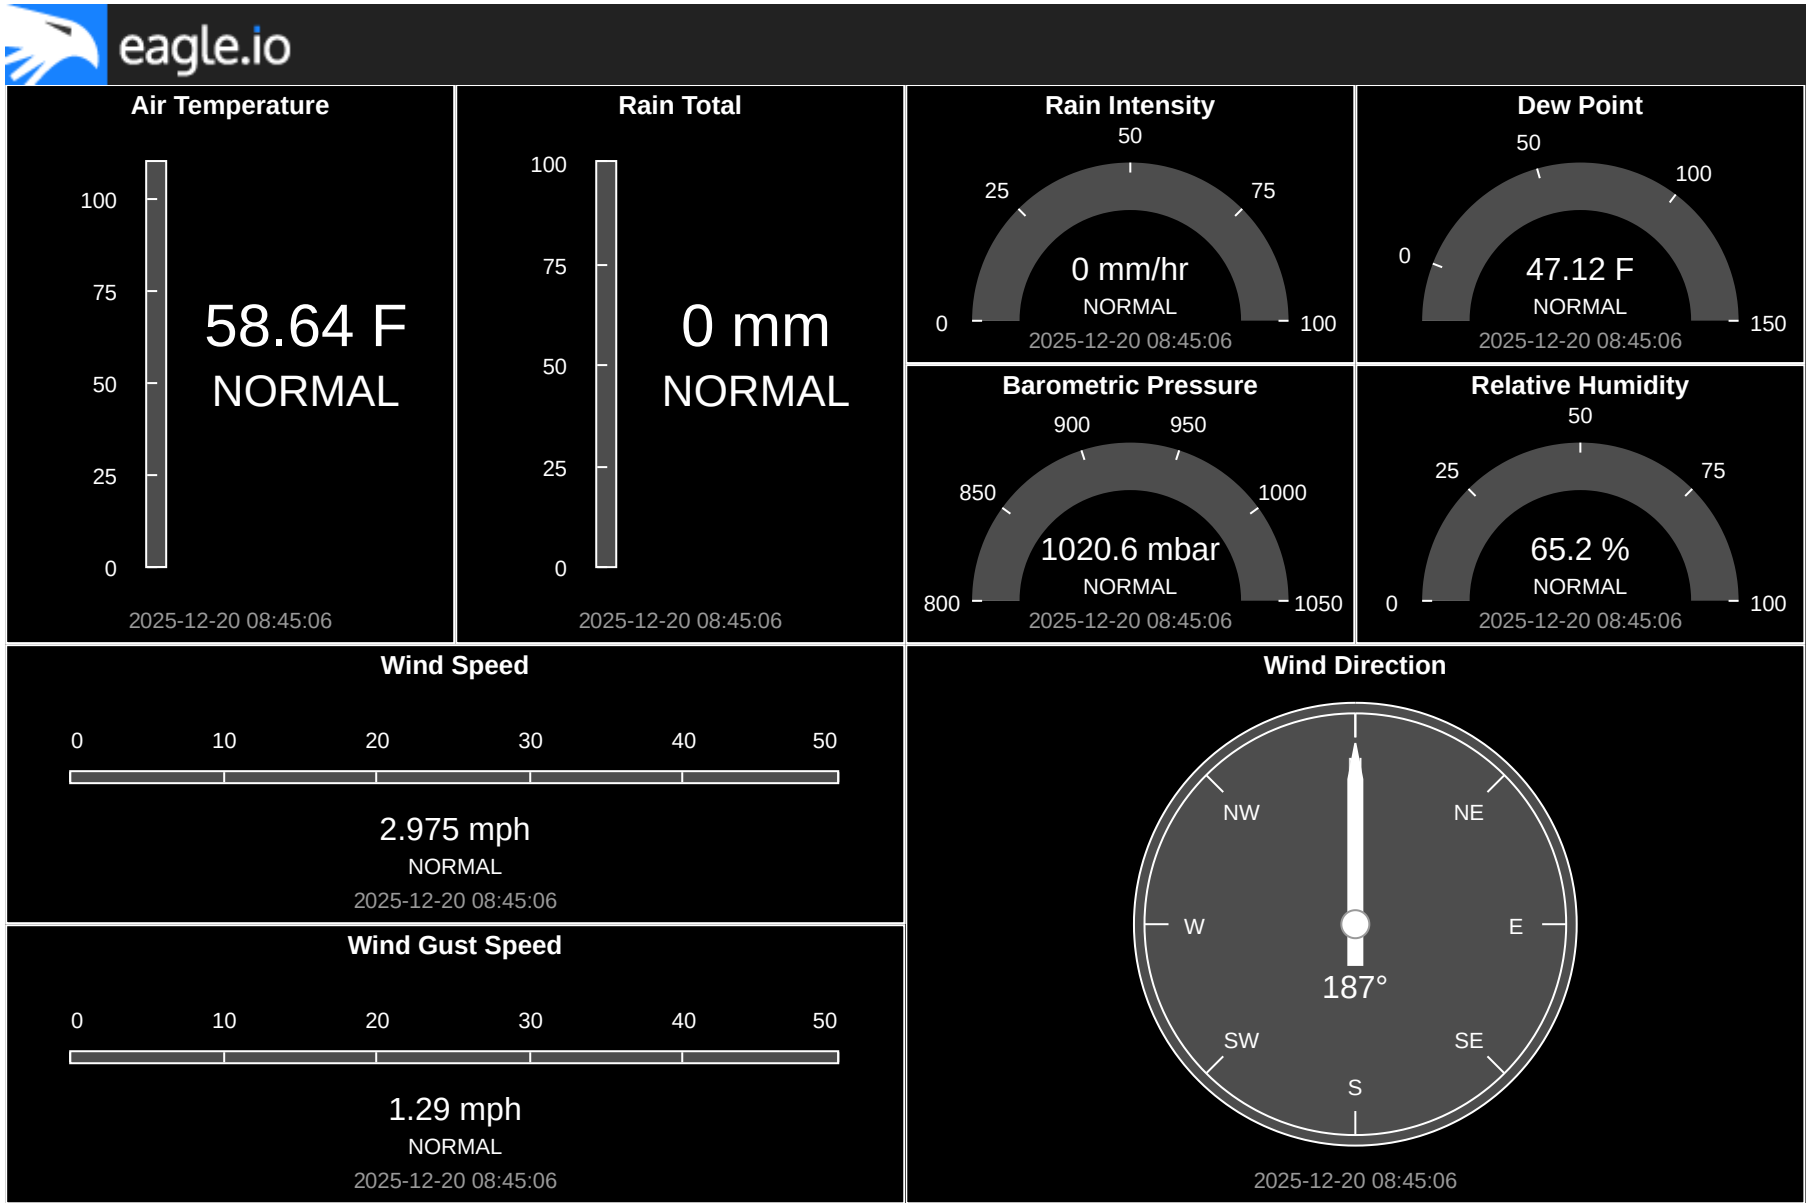 eagle.io
Air Temperature
100
75
50
25
0
58.64 F
NORMAL
2025-12-20 08:45:06
Rain Total
100
75
50
25
0
0 mm
NORMAL
2025-12-20 08:45:06
Rain Intensity
50
25
75
0
100
0 mm/hr
NORMAL
2025-12-20 08:45:06
Dew Point
50
100
0
150
47.12 F
NORMAL
2025-12-20 08:45:06
Barometric Pressure
900
950
850
1000
800
1050
1020.6 mbar
NORMAL
2025-12-20 08:45:06
Relative Humidity
50
25
75
0
100
65.2 %
NORMAL
2025-12-20 08:45:06
Wind Speed
0 10 20 30 40 50
2.975 mph
NORMAL
2025-12-20 08:45:06
Wind Gust Speed
0 10 20 30 40 50
1.29 mph
NORMAL
2025-12-20 08:45:06
Wind Direction
NW NE
W E
187°
SW SE
S
2025-12-20 08:45:06